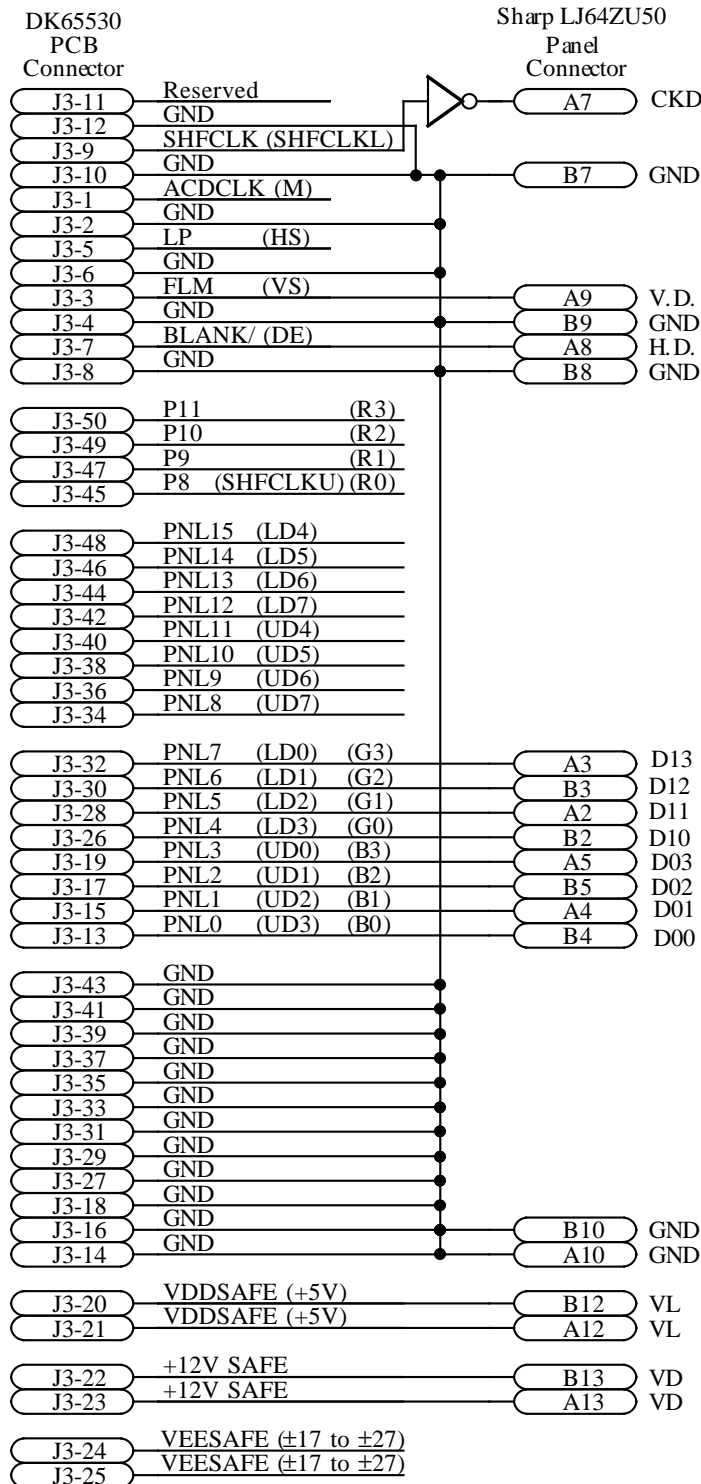 DK65530 Sharp LJ64ZU50
PCB Panel
Connector Connector
J3-11 Reserved A7 CKD
J3-12 GND
J3-9 SHFCLK (SHFCLKL)
J3-10 GND B7 GND
J3-1 ACDCLK (M)
J3-2 GND
J3-5 LP (HS)
J3-6 GND
J3-3 FLM (VS) A9 V.D.
J3-4 GND B9 GND
J3-7 BLANK/ (DE) A8 H.D.
J3-8 GND B8 GND
J3-50 P11 (R3)
J3-49 P10 (R2)
J3-47 P9 (R1)
J3-45 P8 (SHFCLKU) (R0)
J3-48 PNL15 (LD4)
J3-46 PNL14 (LD5)
J3-44 PNL13 (LD6)
J3-42 PNL12 (LD7)
J3-40 PNL11 (UD4)
J3-38 PNL10 (UD5)
J3-36 PNL9 (UD6)
J3-34 PNL8 (UD7)
J3-32 PNL7 (LD0) (G3) A3 D13
J3-30 PNL6 (LD1) (G2) B3 D12
J3-28 PNL5 (LD2) (G1) A2 D11
J3-26 PNL4 (LD3) (G0) B2 D10
J3-19 PNL3 (UD0) (B3) A5 D03
J3-17 PNL2 (UD1) (B2) B5 D02
J3-15 PNL1 (UD2) (B1) A4 D01
J3-13 PNL0 (UD3) (B0) B4 D00
J3-43 GND
J3-41 GND
J3-39 GND
J3-37 GND
J3-35 GND
J3-33 GND
J3-31 GND
J3-29 GND
J3-27 GND
J3-18 GND
J3-16 GND B10 GND
J3-14 GND A10 GND
J3-20 VDDSAFE (+5V) B12 VL
J3-21 VDDSAFE (+5V) A12 VL
J3-22 +12V SAFE B13 VD
J3-23 +12V SAFE A13 VD
J3-24 VEESAFE (±17 to ±27)
J3-25 VEESAFE (±17 to ±27)